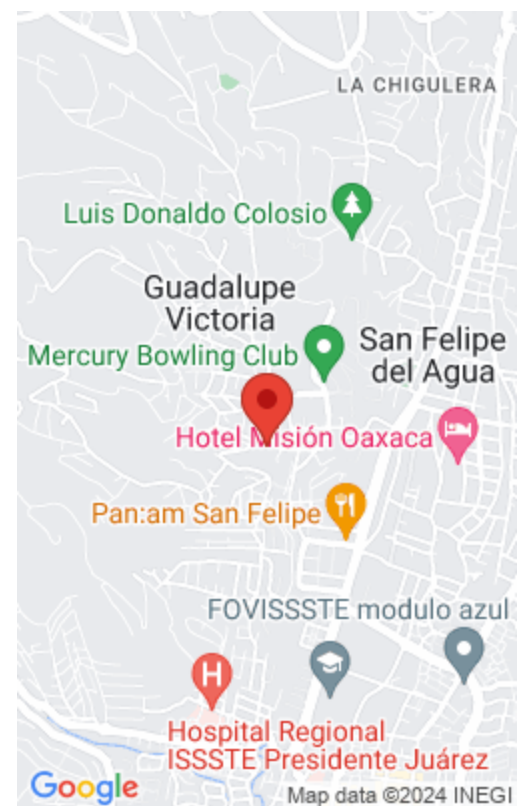 LA CHIGULERA
Luis Donaldo Colosio
Guadalupe
Victoria
Mercury Bowling Club
San Felipe
del Agua
Hotel Misión Oaxaca
Pan:am San Felipe
FOVISSSTE modulo azul
H
Hospital Regional
ISSSTE Presidente Juárez
Google
Map data ©2024 INEGI